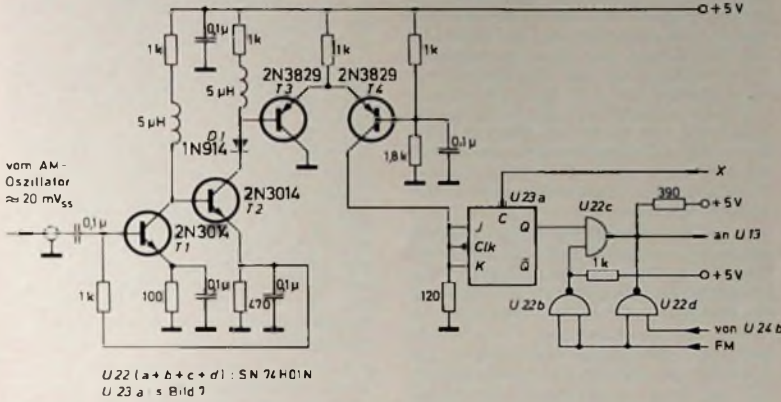 +5V
1k
0,1µ
1k
1k
1k
2N3829
T3
2N3829
T4
5µH
5µH
D1
1N914
1,8k
0,1µ
vom AM-
Oszillator
≈ 20 mVss
0,1µ
2N3014
T1
2N3014
T2
1k
100
0,1µ
470
0,1µ
120
U23a
C
J
Q
Clk
K
Q̄
U22c
X
390
+5V
an U13
1k
+5V
U22b
U22d
von U24b
FM
U22 (a+b+c+d) : SN 74H01N
U23a : s Bild 7